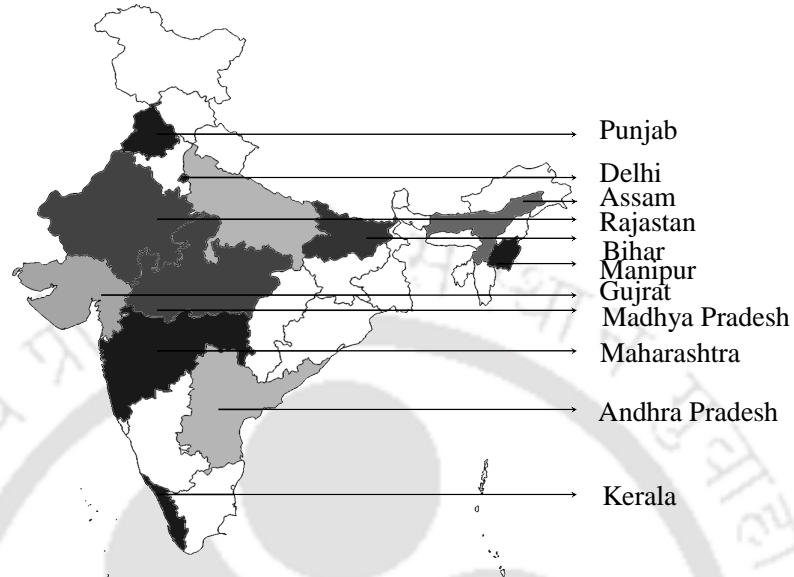 Punjab
Delhi
Assam
Rajastan
Bihar
Manipur
Gujrat
Madhya Pradesh
Maharashtra
Andhra Pradesh
Kerala